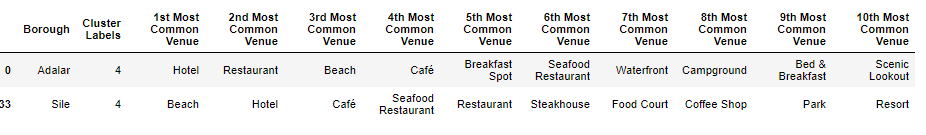 Borough Cluster Labels 1st Most Common Venue 2nd Most Common Venue 3rd Most Common Venue 4th Most Common Venue 5th Most Common Venue 6th Most Common Venue 7th Most Common Venue 8th Most Common Venue 9th Most Common Venue 10th Most Common Venue
0 Adalar 4 Hotel Restaurant Beach Café Breakfast Spot Seafood Restaurant Waterfront Campground Bed & Breakfast Scenic Lookout
33 Sile 4 Beach Hotel Café Seafood Restaurant Restaurant Steakhouse Food Court Coffee Shop Park Resort